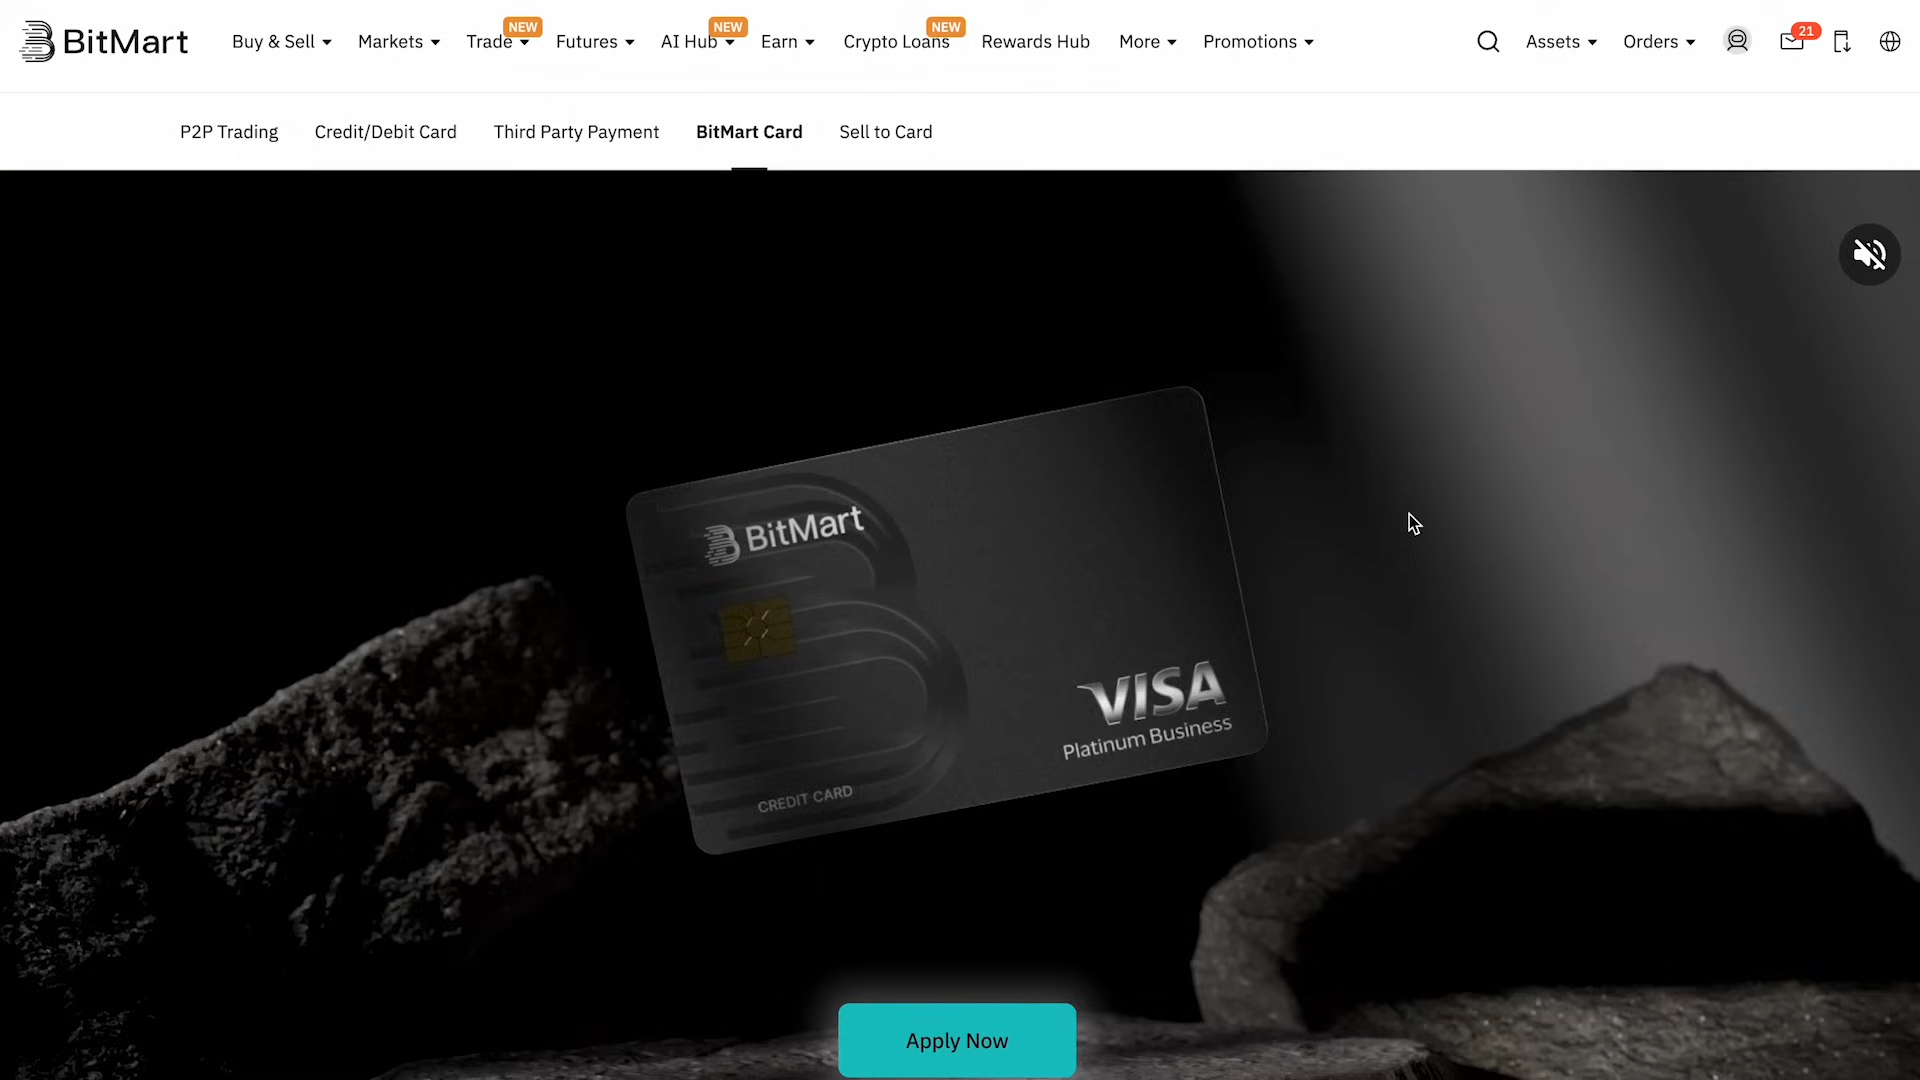 BitMart
Buy & Sell
Markets
Trade
NEW
Futures
AI Hub
NEW
Earn
Crypto Loans
NEW
Rewards Hub
More
Promotions
Assets
Orders
21
P2P Trading
Credit/Debit Card
Third Party Payment
BitMart Card
Sell to Card
BitMart
VISA
Platinum Business
CREDIT CARD
Apply Now